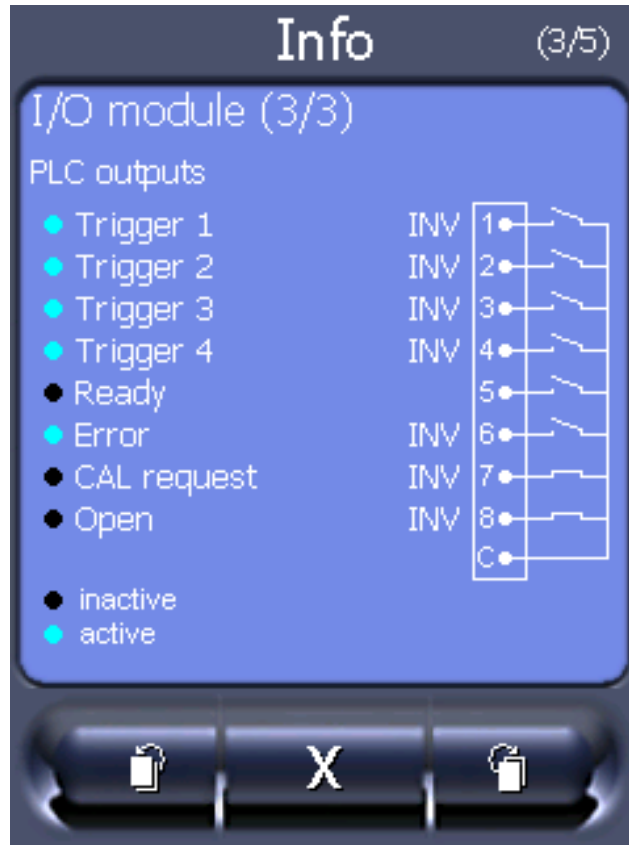 Info (3/5)
I/O module (3/3)
PLC outputs
Trigger 1 INV 1
Trigger 2 INV 2
Trigger 3 INV 3
Trigger 4 INV 4
Ready 5
Error INV 6
CAL request INV 7
Open INV 8
C
inactive
active
X